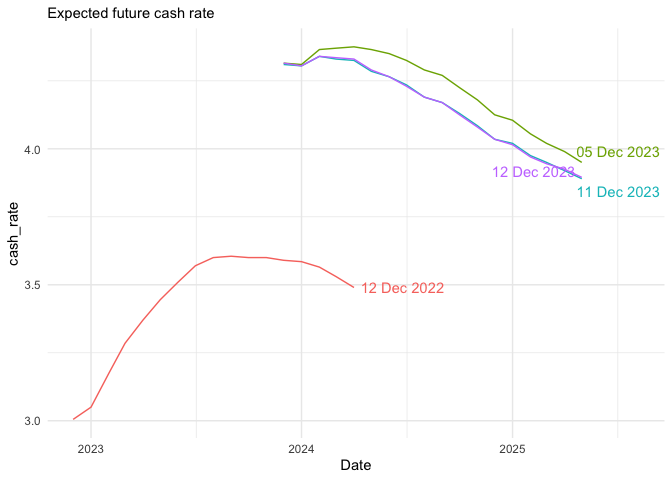 Expected future cash rate
cash_rate
4.0
3.5
3.0
05 Dec 2023
12 Dec 2023
11 Dec 2023
12 Dec 2022
2023
2024
2025
Date